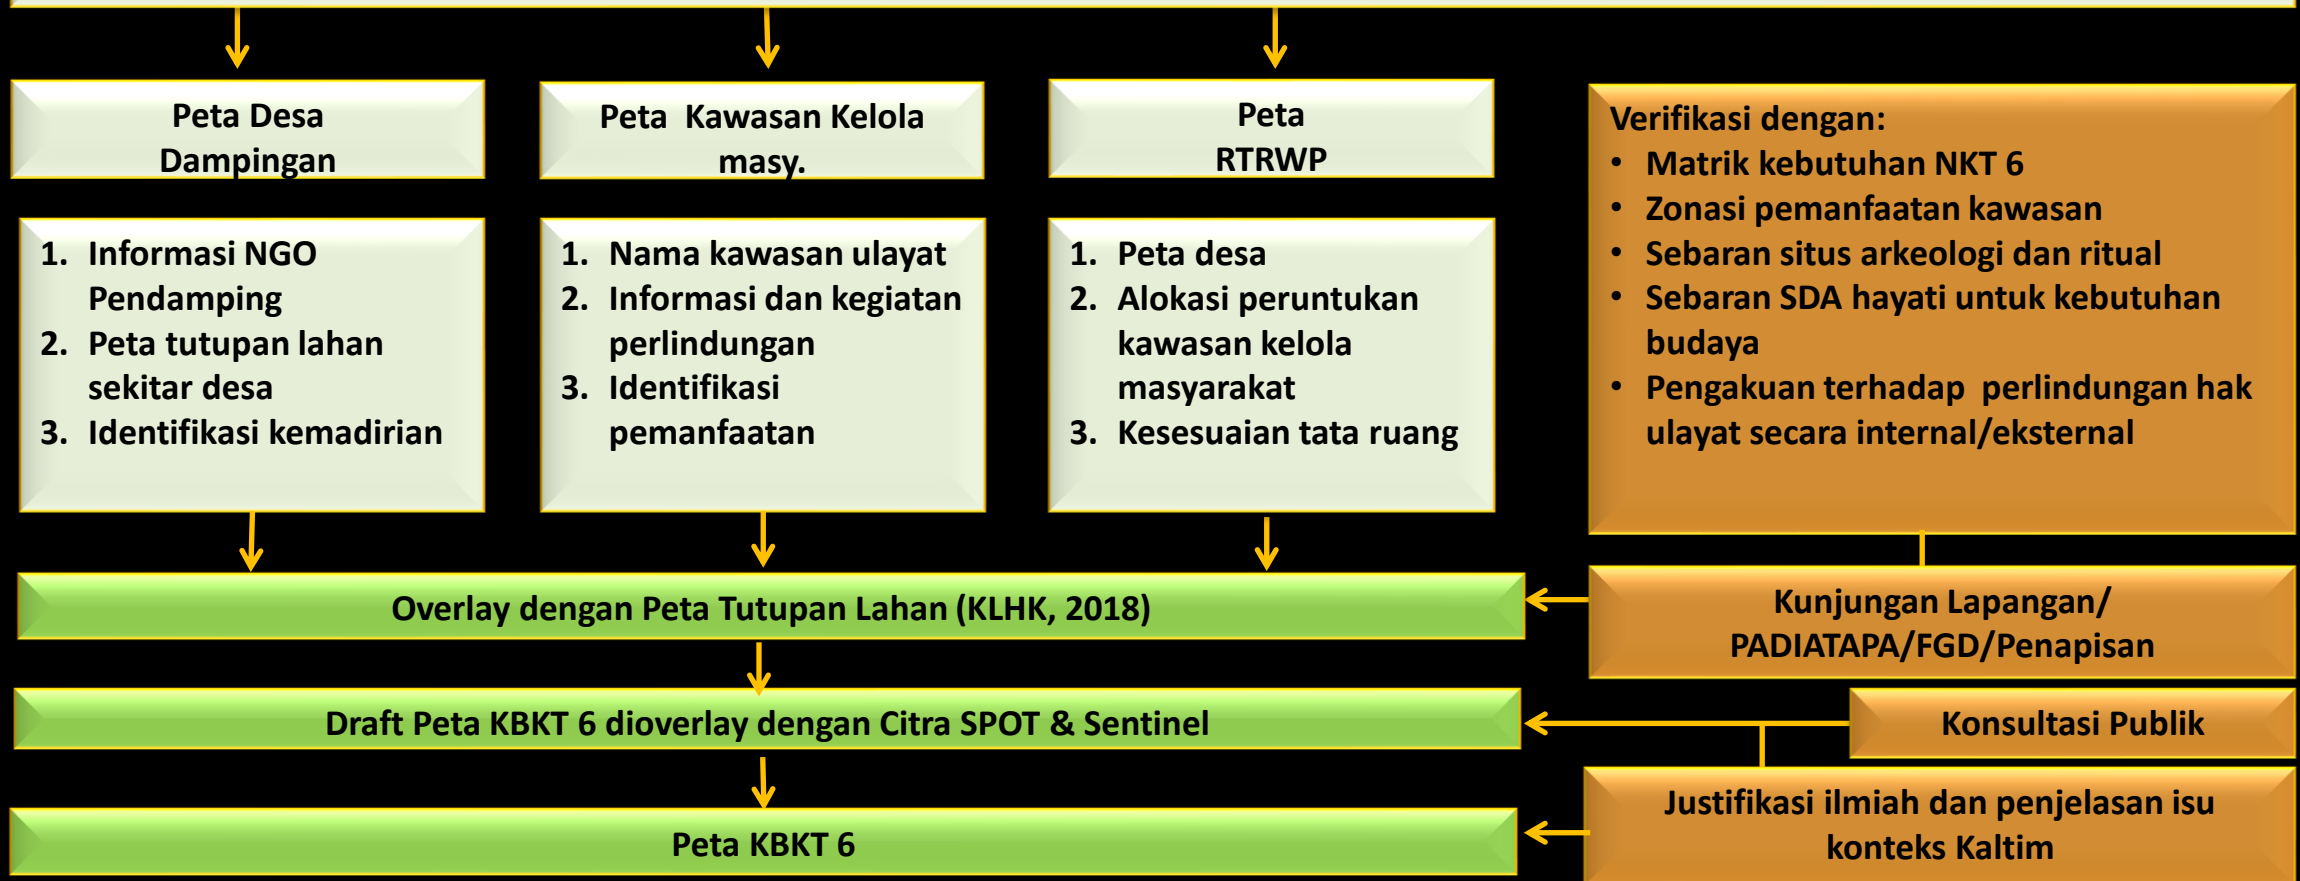 Peta Desa
Dampingan
Peta Kawasan Kelola
masy.
Peta
RTRWP
1. Informasi NGO
Pendamping
2. Peta tutupan lahan
sekitar desa
3. Identifikasi kemadirian
1. Nama kawasan ulayat
2. Informasi dan kegiatan
perlindungan
3. Identifikasi
pemanfaatan
1. Peta desa
2. Alokasi peruntukan
kawasan kelola
masyarakat
3. Kesesuaian tata ruang
Verifikasi dengan:
• Matrik kebutuhan NKT 6
• Zonasi pemanfaatan kawasan
• Sebaran situs arkeologi dan ritual
• Sebaran SDA hayati untuk kebutuhan
budaya
• Pengakuan terhadap perlindungan hak
ulayat secara internal/eksternal
Overlay dengan Peta Tutupan Lahan (KLHK, 2018)
Kunjungan Lapangan/
PADIATAPA/FGD/Penapisan
Draft Peta KBKT 6 dioverlay dengan Citra SPOT & Sentinel
Konsultasi Publik
Peta KBKT 6
Justifikasi ilmiah dan penjelasan isu
konteks Kaltim